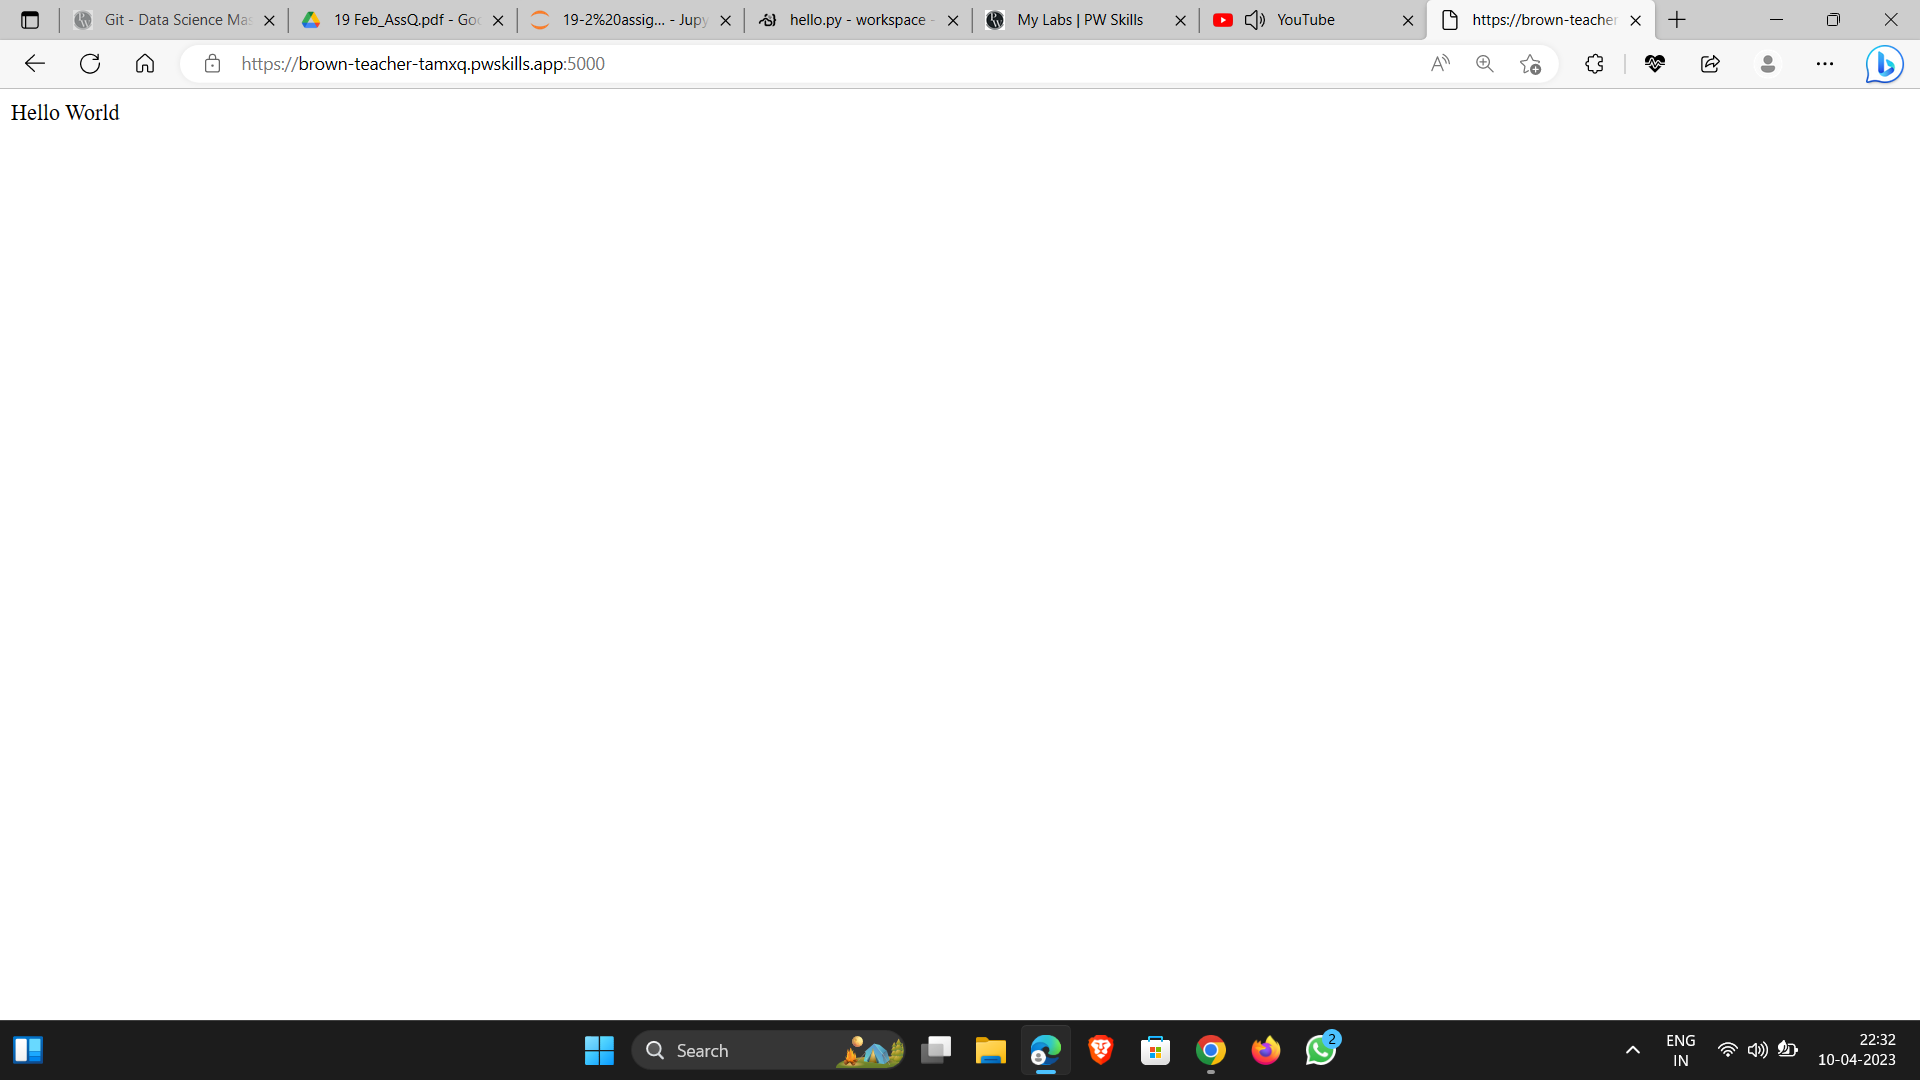 Git - Data Science Mas
19 Feb_AssQ.pdf - Goo
19-2%20assig... - Jupy
hello.py - workspace -
My Labs | PW Skills
YouTube
https://brown-teacher
https://brown-teacher-tamxq.pwskills.app:5000
Hello World
Search
2
ENG
IN
22:32
10-04-2023